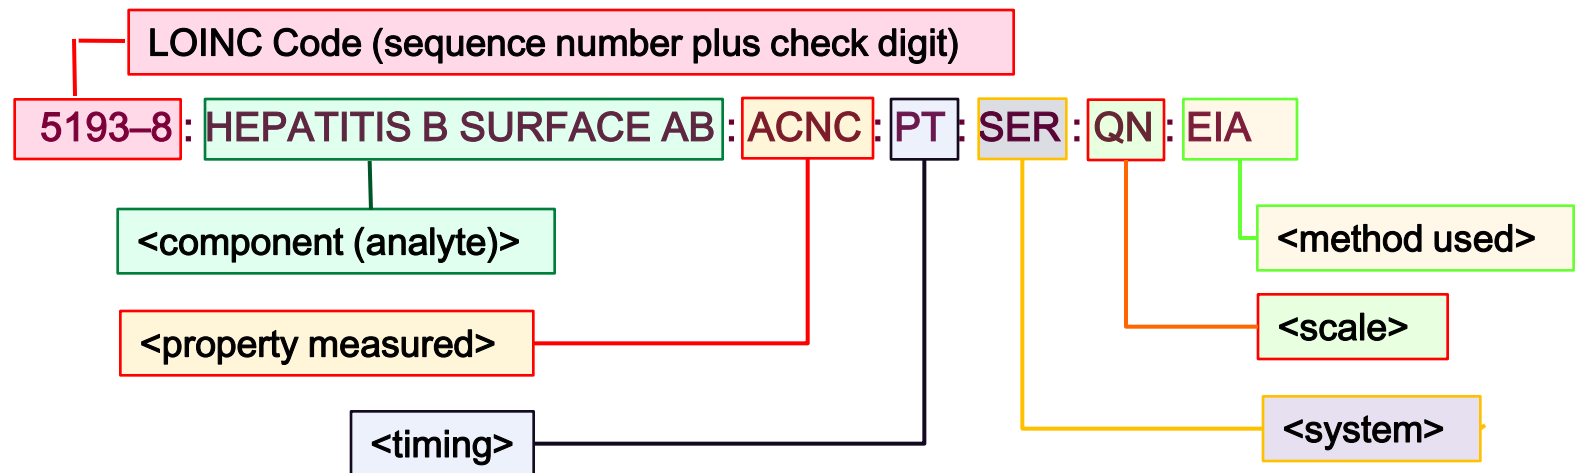 LOINC Code (sequence number plus check digit)
5193–8 : HEPATITIS B SURFACE AB : ACNC : PT : SER : QN : EIA
<component (analyte)>
<method used>
<property measured>
<scale>
<timing>
<system>